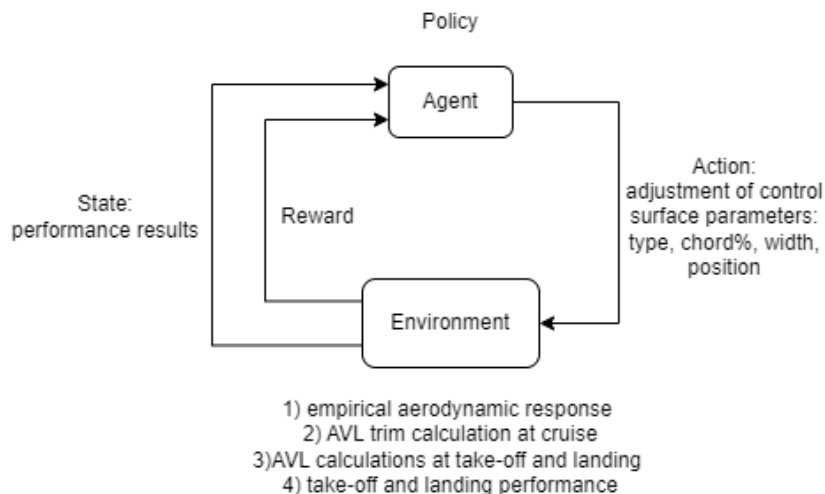 Policy
Agent
State:
performance results
Reward
Action:
adjustment of control
surface parameters:
type, chord%, width,
position
Environment
1) empirical aerodynamic response
2) AVL trim calculation at cruise
3)AVL calculations at take-off and landing
4) take-off and landing performance